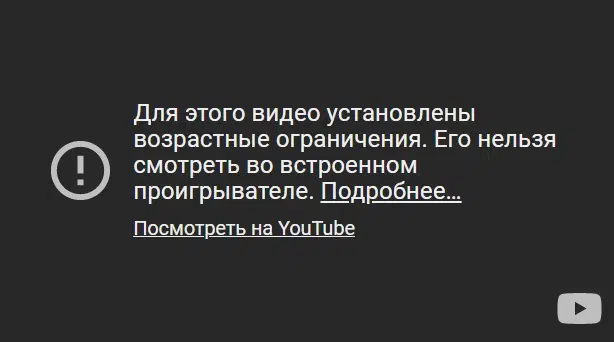 Для этого видео установлены
возрастные ограничения. Его нельзя
смотреть во встроенном
проигрывателе. Подробнее...
Посмотреть на YouTube